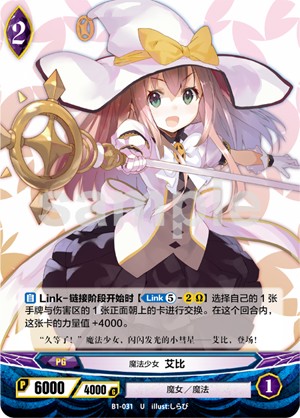 2
sample
自 Link-链接阶段开始时【Link 5 - 2 Ω】选择自己的1张
手牌与伤害区的1张正面朝上的卡进行交换。在这个回合内,
这张卡的力量值 +4000。
“久等了!”魔法少女,闪闪发光的小彗星——艾比,登场!
PG
魔法少女 艾比
P 6000 / 4000 G
魔女／魔法
1
B1-031 U illust:しらび